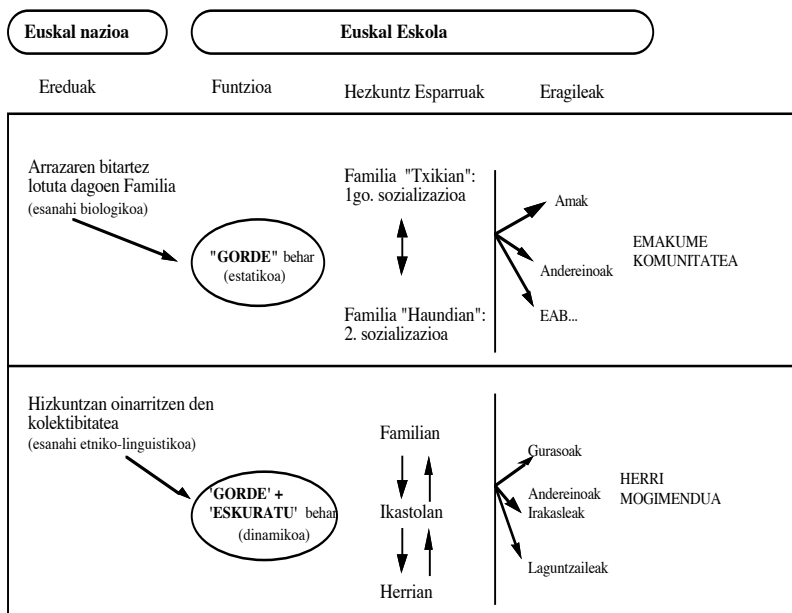 Euskal nazioa
Euskal Eskola
Ereduak
Funtzioa
Hezkuntz Esparruak
Eragileak
Arrazaren bitartez
lotuta dagoen Familia
(esanahi biologikoa)
"GORDE" behar
(estatikoa)
Familia "Txikian":
1go. sozializazioa
Familia "Haundian":
2. sozializazioa
Amak
Andereinoak
EAB...
EMAKUME
KOMUNITATEA
Hizkuntzan oinarritzen den
kolektibitatea
(esanahi etniko-linguistikoa)
'GORDE' +
'ESKURATU' behar
(dinamikoa)
Familian
Ikastolan
Herrian
Gurasoak
Andereinoak
Irakasleak
Laguntzaileak
HERRI
MOGIMENDUA